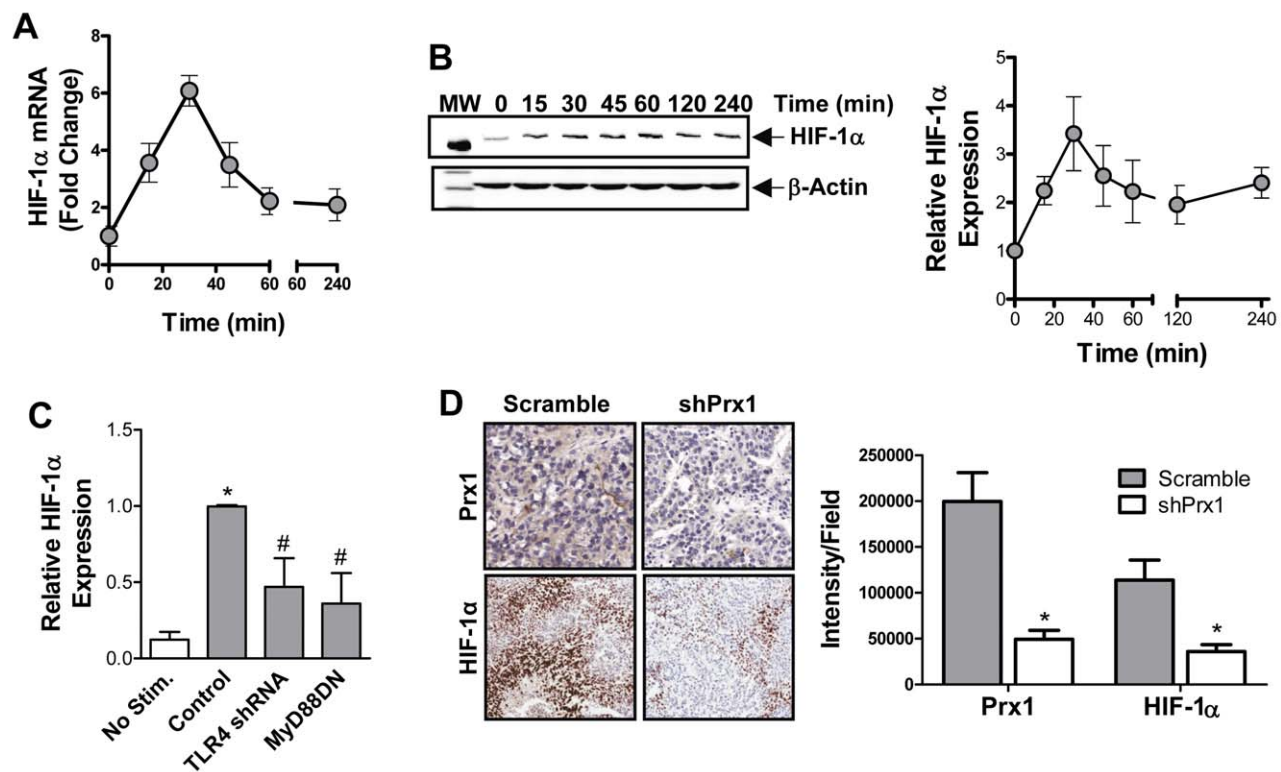 A
HIF-1α mRNA
(Fold Change)
8
6
4
2
0
0 20 40 60 60 240
Time (min)
B
MW 0 15 30 45 60 120 240 Time (min)
HIF-1α
β-Actin
Relative HIF-1α
Expression
5
4
3
2
1
0
0 20 40 60 120 240
Time (min)
C
Relative HIF-1α
Expression
1.5
1.0
0.5
0.0
*
#
#
No Stim.
Control
TLR4 shRNA
MyD88DN
D
Scramble shPrx1
Prx1
HIF-1α
Intensity/Field
250000
200000
150000
100000
50000
0
Scramble
shPrx1
*
*
Prx1 HIF-1α